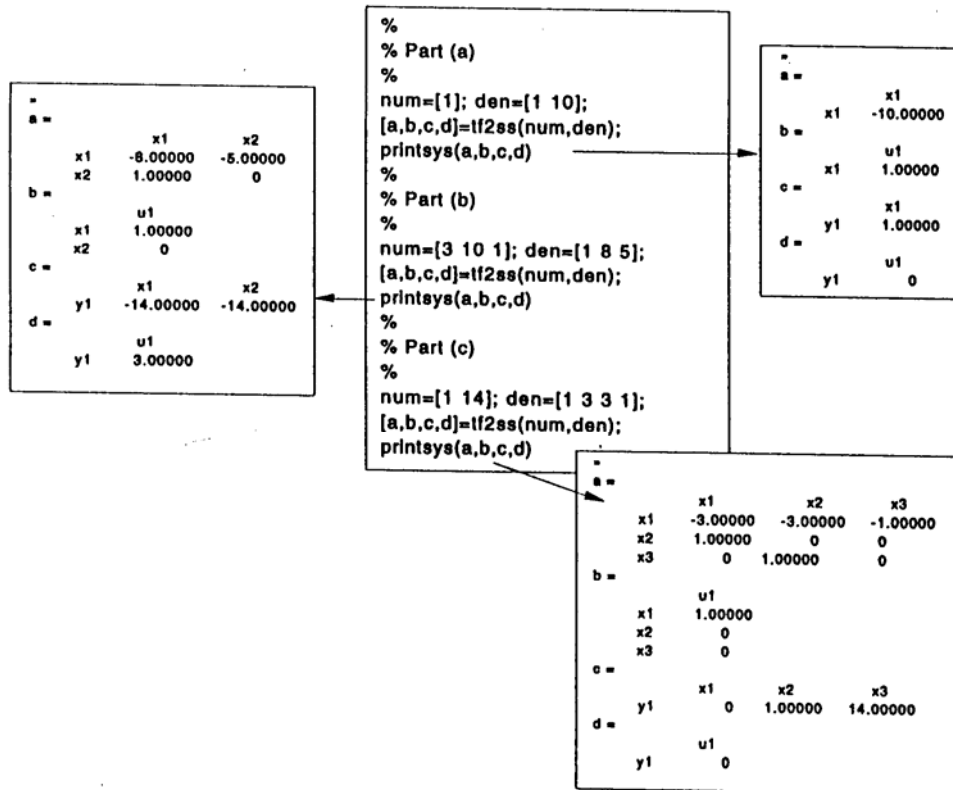 %
% Part (a)
%
num=[1]; den=[1 10];
[a,b,c,d]=tf2ss(num,den);
printsys(a,b,c,d)
%
% Part (b)
%
num=[3 10 1]; den=[1 8 5];
[a,b,c,d]=tf2ss(num,den);
printsys(a,b,c,d)
%
% Part (c)
%
num=[1 14]; den=[1 3 3 1];
[a,b,c,d]=tf2ss(num,den);
printsys(a,b,c,d)
a =
x1
x1 -10.00000
b =
u1
x1 1.00000
c =
x1
y1 1.00000
d =
u1
y1 0
a =
x1 x2
x1 -8.00000 -5.00000
x2 1.00000 0
b =
u1
x1 1.00000
x2 0
c =
x1 x2
y1 -14.00000 -14.00000
d =
u1
y1 3.00000
a =
x1 x2 x3
x1 -3.00000 -3.00000 -1.00000
x2 1.00000 0 0
x3 0 1.00000 0
b =
u1
x1 1.00000
x2 0
x3 0
c =
x1 x2 x3
y1 0 1.00000 14.00000
d =
u1
y1 0